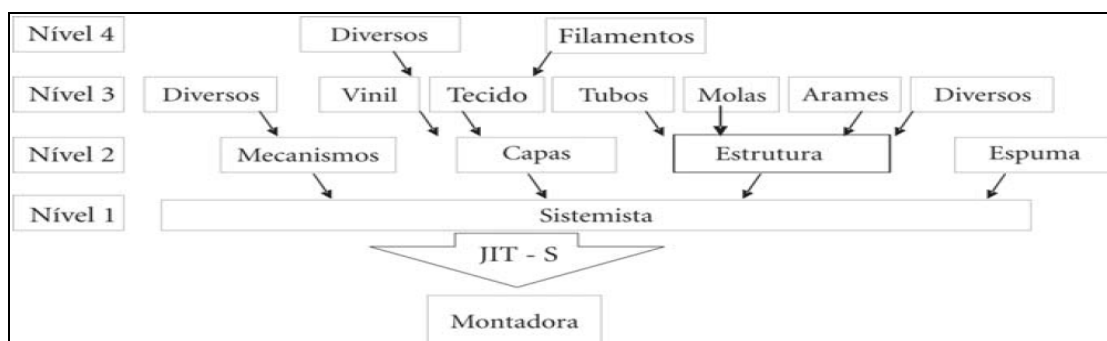 Nível 4 Diversos Filamentos
Nível 3 Diversos Vinil Tecido Tubos Molas Arames Diversos
Nível 2 Mecanismos Capas Estrutura Espuma
Nível 1 Sistemista
JIT - S
Montadora